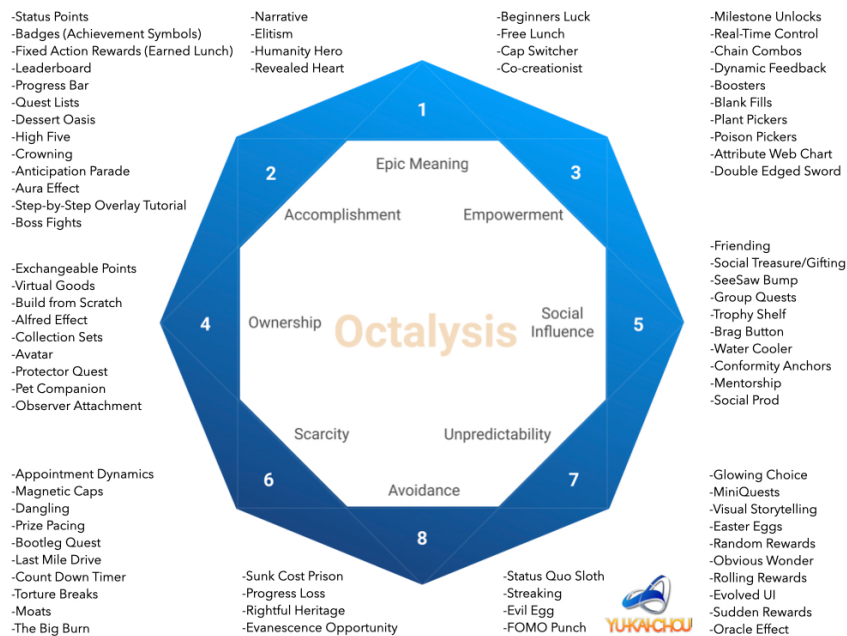 -Status Points
-Badges (Achievement Symbols)
-Fixed Action Rewards (Earned Lunch)
-Leaderboard
-Progress Bar
-Quest Lists
-Dessert Oasis
-High Five
-Crowning
-Anticipation Parade
-Aura Effect
-Step-by-Step Overlay Tutorial
-Boss Fights
-Narrative
-Elitism
-Humanity Hero
-Revealed Heart
-Beginners Luck
-Free Lunch
-Cap Switcher
-Co-creationist
-Milestone Unlocks
-Real-Time Control
-Chain Combos
-Dynamic Feedback
-Boosters
-Blank Fills
-Plant Pickers
-Poison Pickers
-Attribute Web Chart
-Double Edged Sword
1
Epic Meaning
2
Accomplishment
3
Empowerment
-Exchangeable Points
-Virtual Goods
-Build from Scratch
-Alfred Effect
-Collection Sets
-Avatar
-Protector Quest
-Pet Companion
-Observer Attachment
4
Ownership
Octalysis
Social
Influence
5
-Friending
-Social Treasure/Gifting
-SeeSaw Bump
-Group Quests
-Trophy Shelf
-Brag Button
-Water Cooler
-Conformity Anchors
-Mentorship
-Social Prod
Scarcity
6
Unpredictability
7
Avoidance
8
-Appointment Dynamics
-Magnetic Caps
-Dangling
-Prize Pacing
-Bootleg Quest
-Last Mile Drive
-Count Down Timer
-Torture Breaks
-Moats
-The Big Burn
-Sunk Cost Prison
-Progress Loss
-Rightful Heritage
-Evanescence Opportunity
-Status Quo Sloth
-Streaking
-Evil Egg
-FOMO Punch
YU-KAI-CHOU
-Glowing Choice
-MiniQuests
-Visual Storytelling
-Easter Eggs
-Random Rewards
-Obvious Wonder
-Rolling Rewards
-Evolved UI
-Sudden Rewards
-Oracle Effect